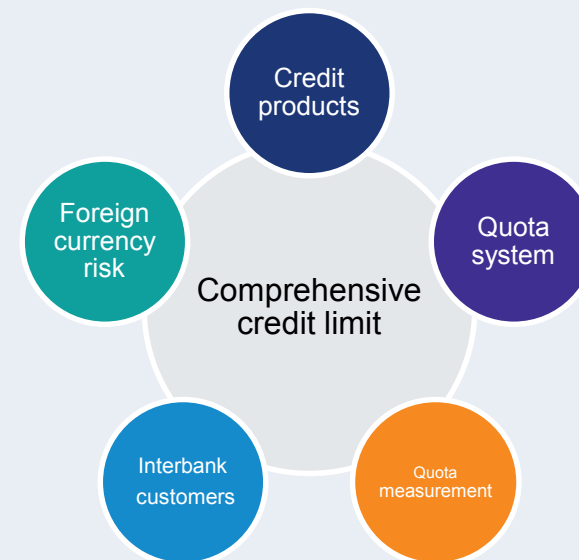 Credit
products
Foreign
currency
risk
Quota
system
Comprehensive
credit limit
Interbank
customers
Quota
measurement